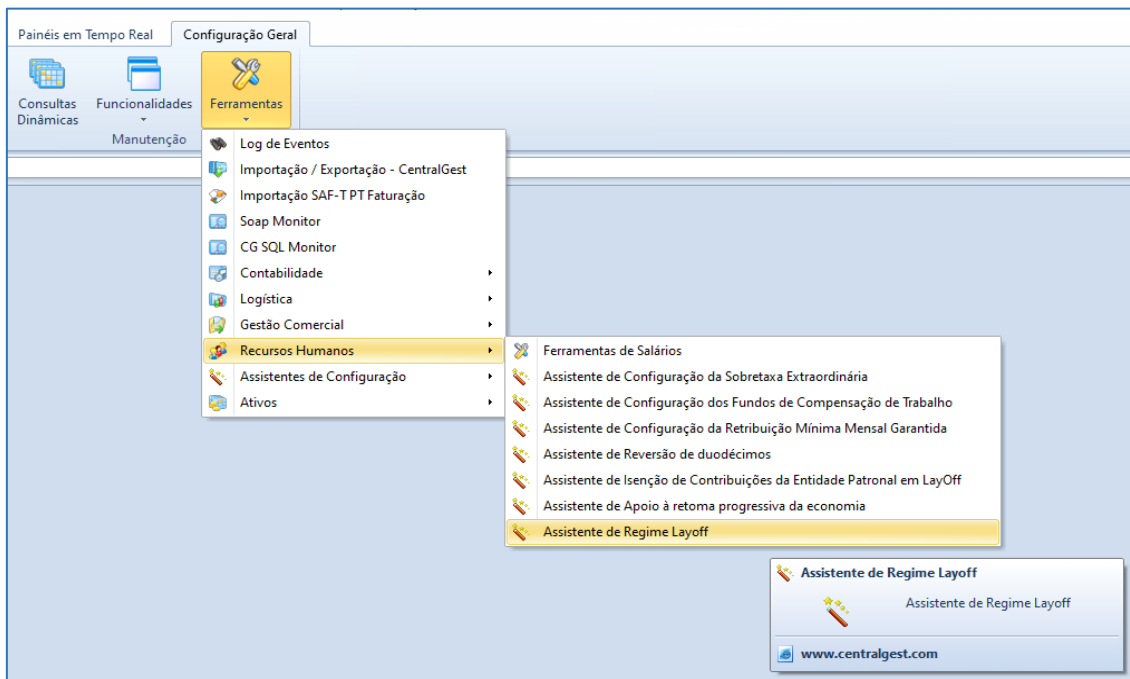 Painéis em Tempo Real
Configuração Geral
Consultas
Dinâmicas
Funcionalidades
Ferramentas
Manutenção
Log de Eventos
Importação / Exportação - CentralGest
Importação SAF-T PT Faturação
Soap Monitor
CG SQL Monitor
Contabilidade
Logística
Gestão Comercial
Recursos Humanos
Assistentes de Configuração
Ativos
Ferramentas de Salários
Assistente de Configuração da Sobretaxa Extraordinária
Assistente de Configuração dos Fundos de Compensação de Trabalho
Assistente de Configuração da Retribuição Mínima Mensal Garantida
Assistente de Reversão de duodécimos
Assistente de Isenção de Contribuições da Entidade Patronal em LayOff
Assistente de Apoio à retoma progressiva da economia
Assistente de Regime Layoff
Assistente de Regime Layoff
Assistente de Regime Layoff
www.centralgest.com